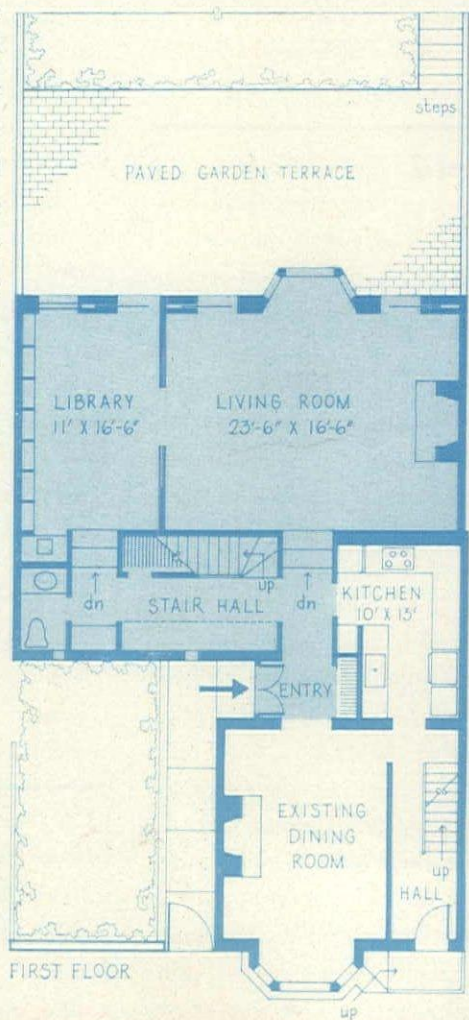 steps
PAVED GARDEN TERRACE
LIBRARY
11' X 16'-6"
LIVING ROOM
23'-6" X 16'-6"
up
dn
STAIR HALL
dn
KITCHEN
10' X 13'
ENTRY
EXISTING
DINING
ROOM
up
HALL
FIRST FLOOR
up